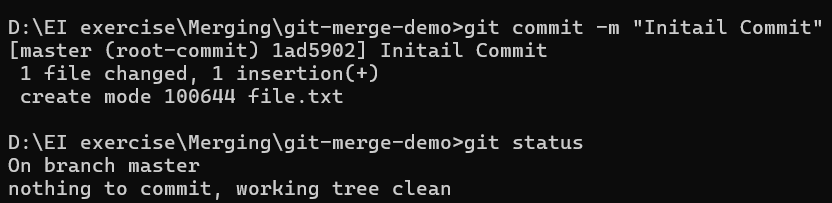 D:\EI exercise\Merging\git-merge-demo>git commit -m "Initail Commit"
[master (root-commit) 1ad5902] Initail Commit
 1 file changed, 1 insertion(+)
 create mode 100644 file.txt
D:\EI exercise\Merging\git-merge-demo>git status
On branch master
nothing to commit, working tree clean